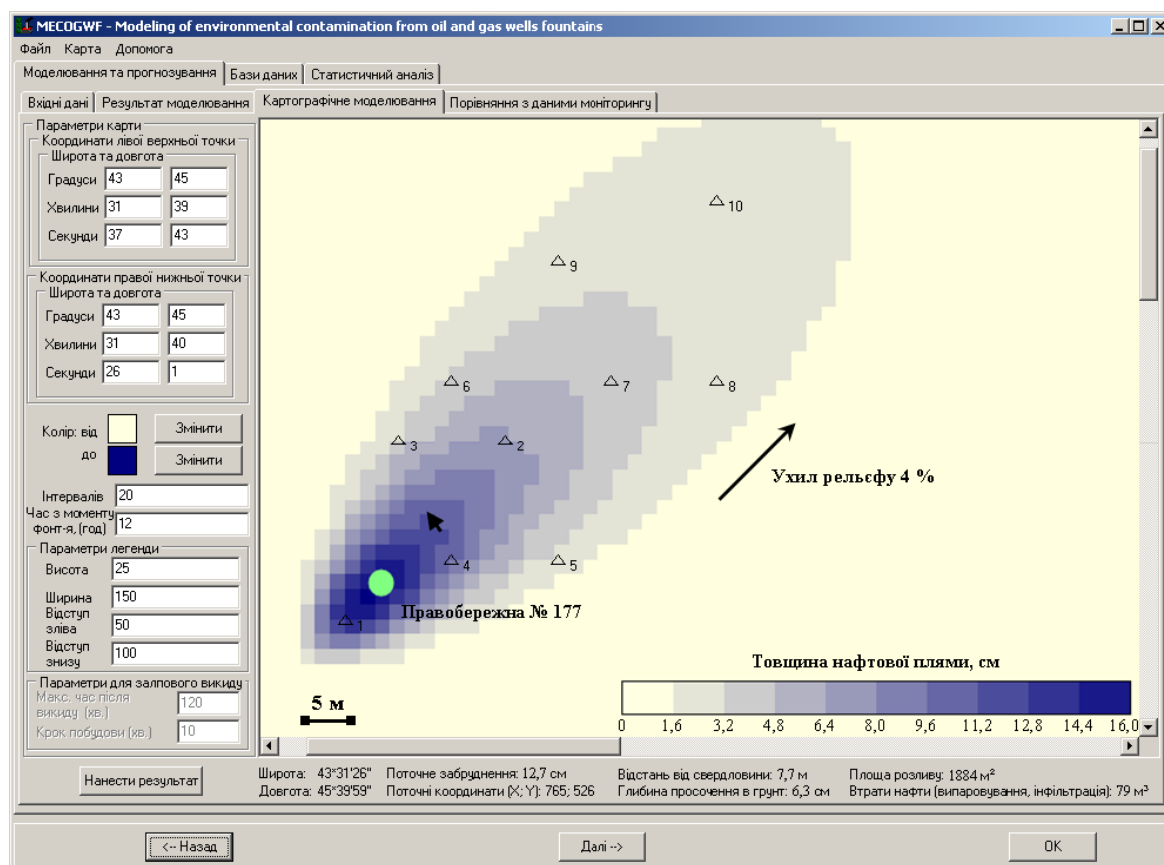 MECOGWF - Modeling of environmental contamination from oil and gas wells fountains
Файл Карта Допомога
Моделювання та прогнозування Бази даних Статистичний аналіз
Вхідні дані Результат моделювання Картографічне моделювання Порівняння з даними моніторингу
Параметри карти
Координати лівої верхньої точки
Широта та довгота
Градуси 43 45
Хвилини 31 39
Секунди 37 43
Координати правої нижньої точки
Широта та довгота
Градуси 43 45
Хвилини 31 40
Секунди 26 1
Колір: від Змінити
до Змінити
Інтервалів 20
Час з моменту
фонт-я, (год) 12
Параметри легенди
Висота 25
Ширина 150
Відступ
зліва 50
Відступ
знизу 100
Параметри для залпового викиду
Макс. час після
викиду (хв.) 120
Крок побудови (хв.) 10
Нанести результат
10
9
6
7
8
3
2
Ухил рельєфу 4 %
4
5
Правобережна № 177
1
Товщина нафтової плями, см
5 м
0 1,6 3,2 4,8 6,4 8,0 9,6 11,2 12,8 14,4 16,0
Широта: 43*31'26" Поточне забруднення: 12,7 см Відстань від свердловини: 7,7 м Площа розливу: 1884 м²
Довгота: 45*39'59" Поточні координати (X; Y): 765; 526 Глибина просочення в грунт: 6,3 см Втрати нафти (випаровування, інфільтрація): 79 м³
<-- Назад Далі --> OK